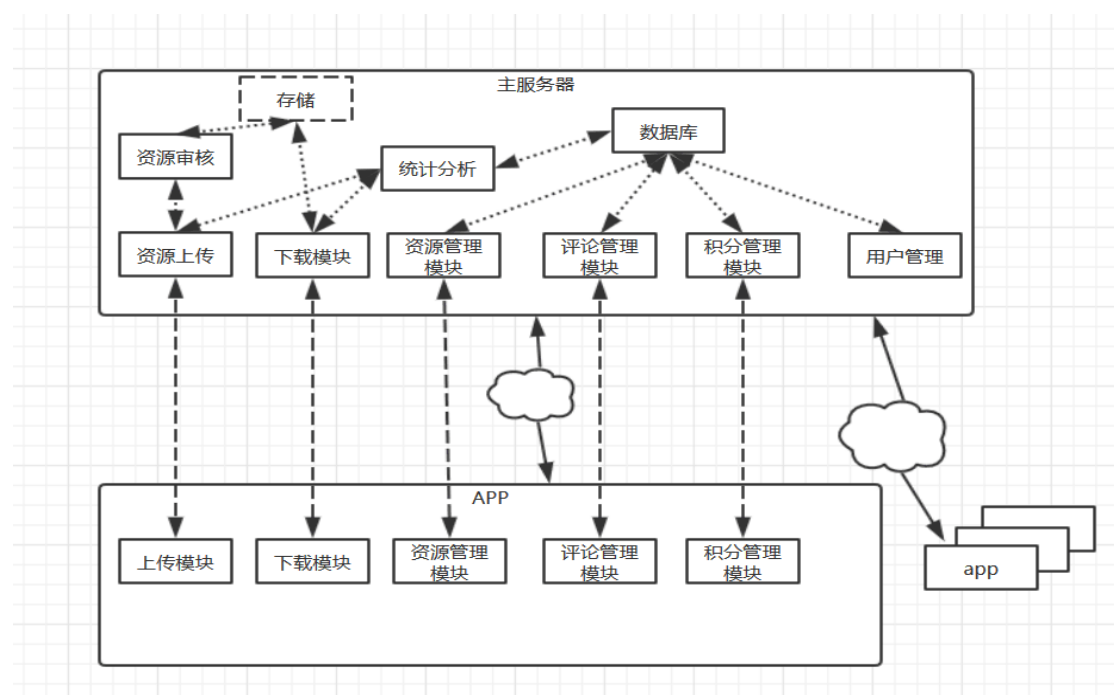 主服务器
存储
数据库
资源审核
统计分析
资源上传
下载模块
资源管理
模块
评论管理
模块
积分管理
模块
用户管理
APP
上传模块
下载模块
资源管理
模块
评论管理
模块
积分管理
模块
app